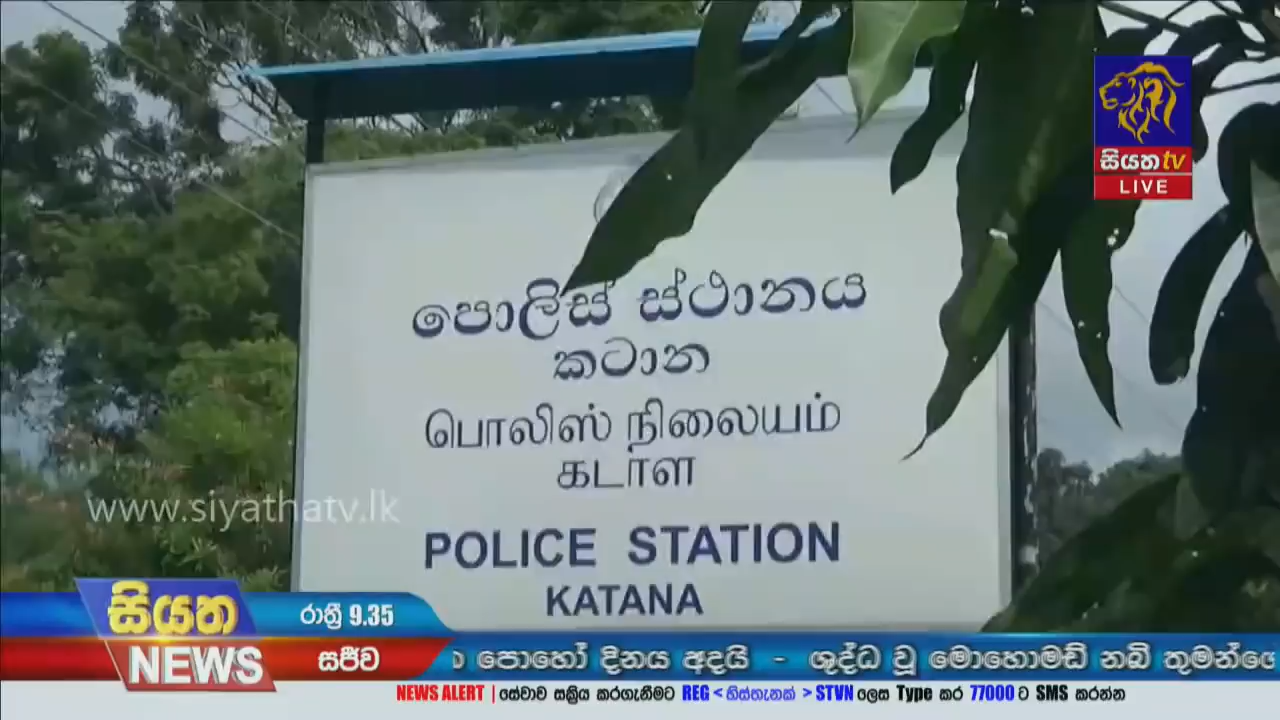 සියත tv
LIVE
පොලිස් ස්ථානය
කටාන
பொலிஸ் நிலையம்
கடான
POLICE STATION
KATANA
www.siyathatv.lk
සියත
NEWS
රාත්‍රී 9.35
සජීව
පොහෝ දිනය අදයි - ශුද්ධ වූ මොහොමඩ් නබි
NEWS ALERT | සේවාව සක්‍රිය කරගැනීමට REG < හිස්තැනක් > STVN ලෙස Type කර 77000 ට SMS කරන්න